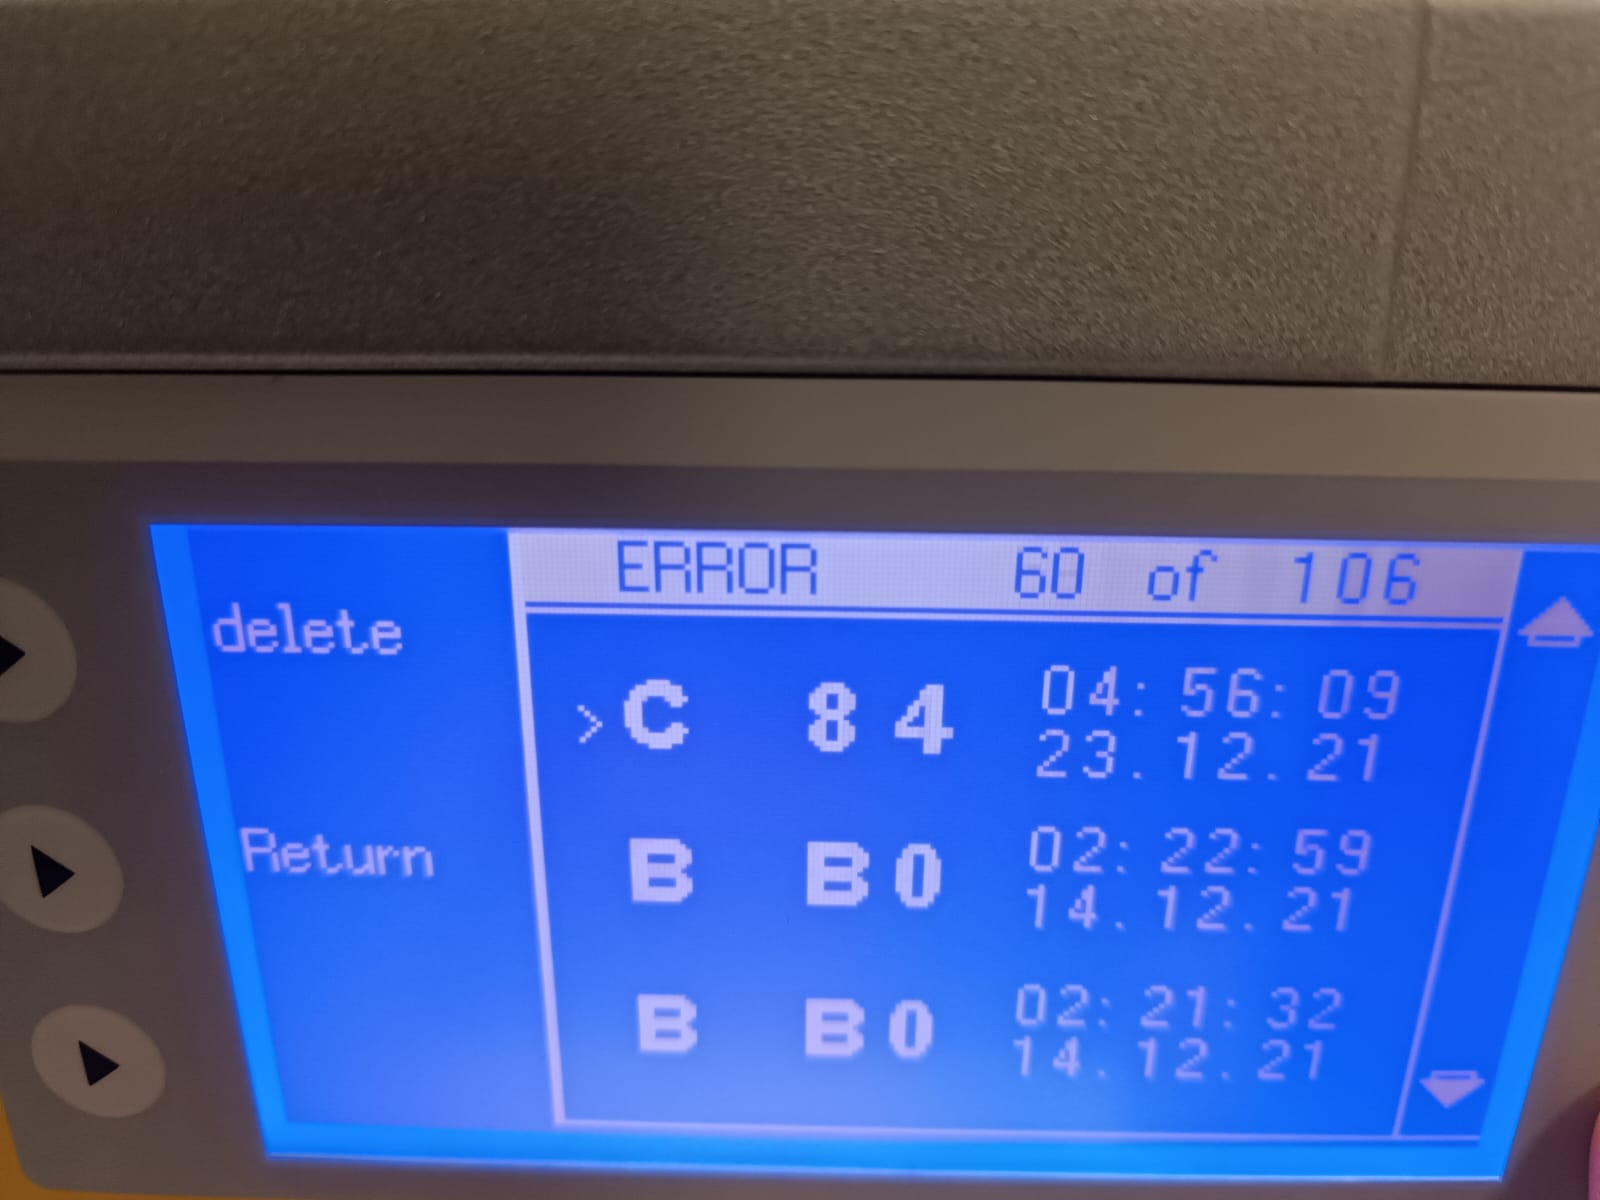 ERROR 60 of 106
delete
>C 84 04:56:09
23.12.21
Return
B B0 02:22:59
14.12.21
B B0 02:21:32
14.12.21